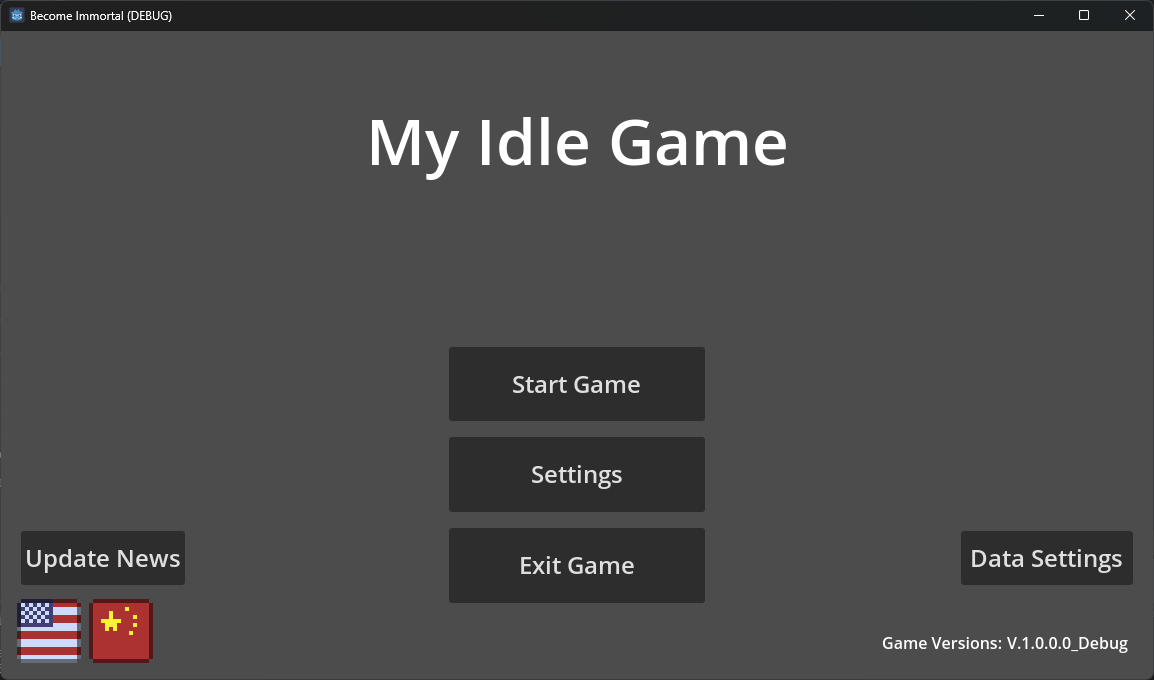 Become Immortal (DEBUG)
My Idle Game
Start Game
Settings
Exit Game
Update News
Data Settings
Game Versions: V.1.0.0.0_Debug